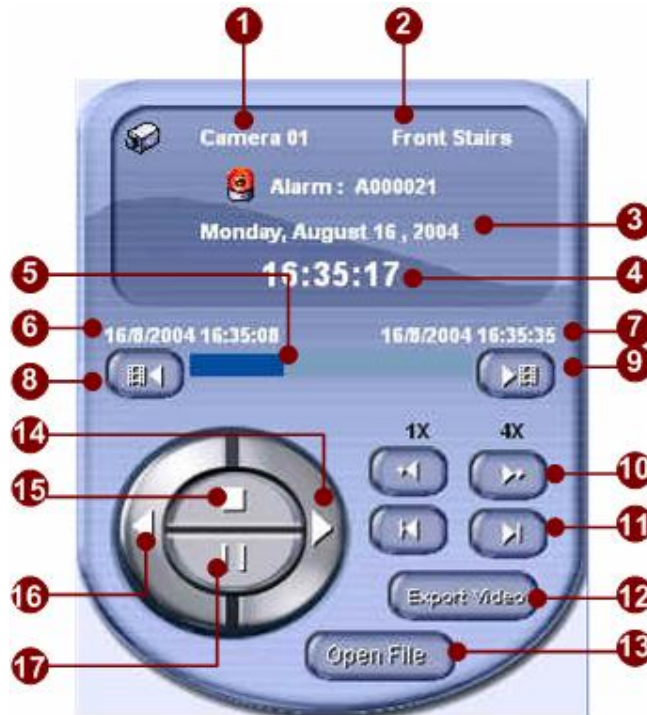 1 2
Camera 01 Front Stairs
Alarm : A000021
Monday, August 16 , 2004 3
16:35:17 4
5
6 16/8/2004 16:35:08 16/8/2004 16:35:35 7
8 9
14 1X 4X
15 10
11
16 Export Video 12
17 Open File 13